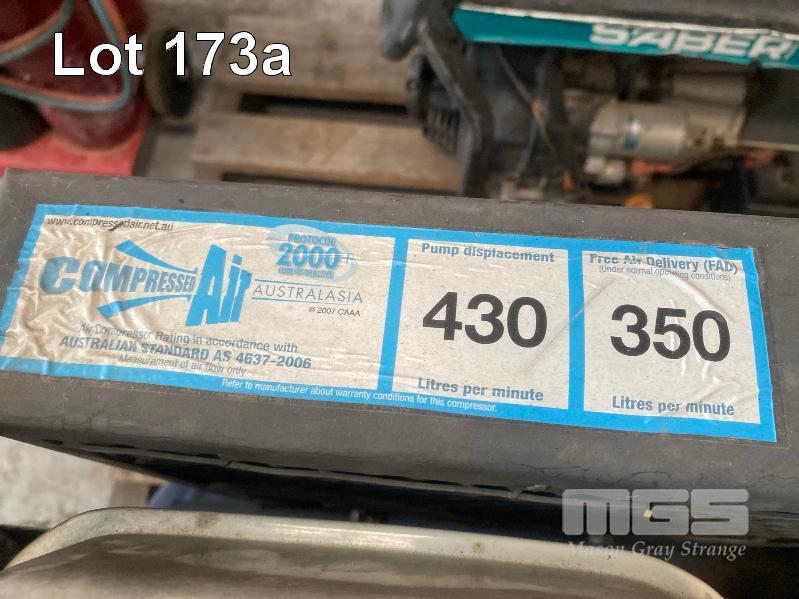 Lot 173a
SABER
www.compressedair.net.au
PROTOCOL
2000+
COMPRESSED Air
AUSTRALASIA
© 2007 CAAA
Air Compressor Rating in accordance with
AUSTRALIAN STANDARD AS 4637-2006
Measurement of air flow only
Refer to manufacturer about warranty conditions for this compressor.
Pump displacement
430
Litres per minute
Free Air Delivery (FAD)
(Under normal operating conditions)
350
Litres per minute
MGS
Mason Gray Strange